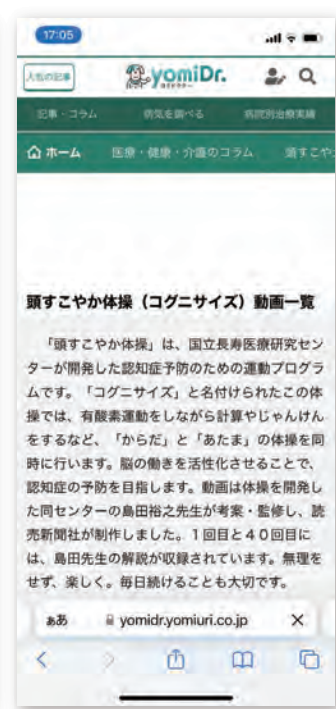 17:05
人気の記事
yomiDr.
ヨミドクター
記事・コラム 病気を調べる 病院別治療実績
ホーム 医療・健康・介護のコラム 頭すこや
頭すこやか体操（コグニサイズ）動画一覧
「頭すこやか体操」は、国立長寿医療研究セン
ターが開発した認知症予防のための運動プログラ
ムです。「コグニサイズ」と名付けられたこの体
操では、有酸素運動をしながら計算やじゃんけん
をするなど、「からだ」と「あたま」の体操を同
時に行います。脳の働きを活性化させることで、
認知症の予防を目指します。動画は体操を開発し
た同センターの島田裕之先生が考案・監修し、読
売新聞社が制作しました。１回目と４０回目に
は、島田先生の解説が収録されています。無理を
せず、楽しく。毎日続けることも大切です。
ぁあ yomidr.yomiuri.co.jp ×